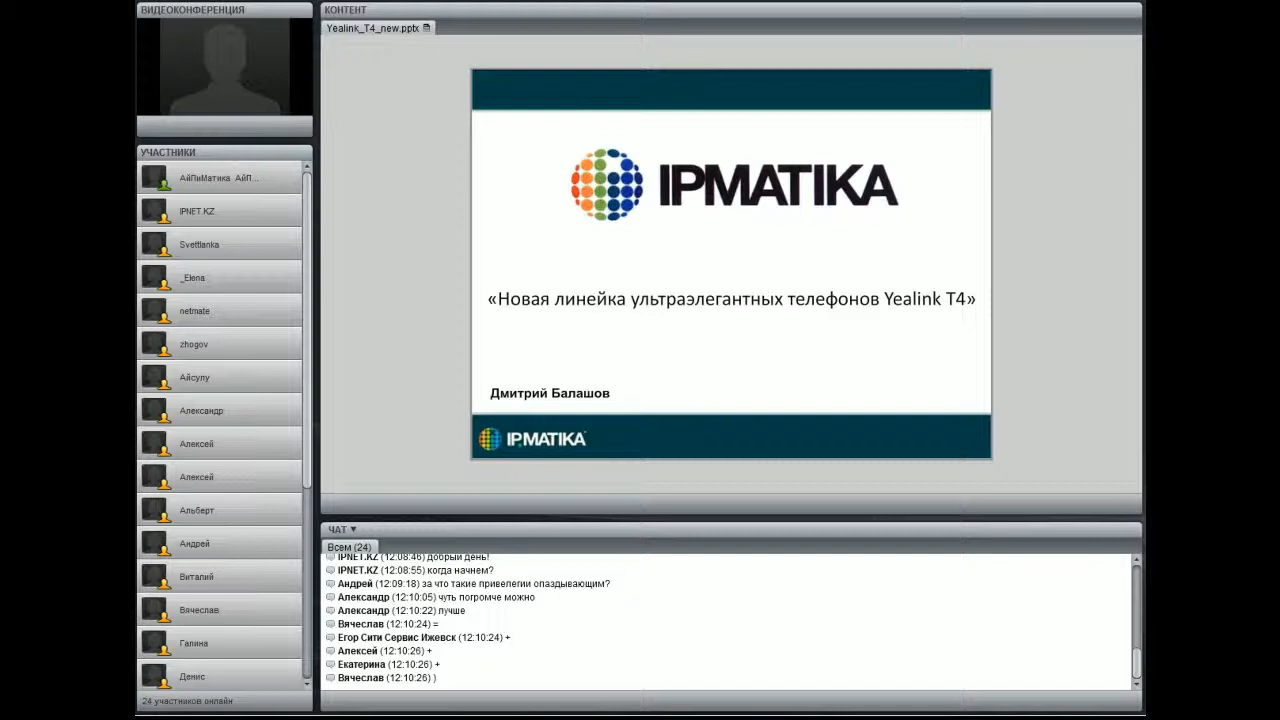 ВИДЕОКОНФЕРЕНЦИЯ
УЧАСТНИКИ
АйПиМатика АйП...
IPNET.KZ
Svettlanka
_Elena
netmate_
zhogov
Айсулу
Александр
Алексей
Алексей
Альберт
Андрей
Виталий
Вячеслав
Галина
Денис
24 участников онлайн
КОНТЕНТ
Yealink_T4_new.pptx
IPMATIKA
«Новая линейка ультраэлегантных телефонов Yealink T4»
Дмитрий Балашов
IPMATIKA
ЧАТ
Всем (24)
IPNET.KZ (12:08:46) добрый день!
IPNET.KZ (12:08:55) когда начнем?
Андрей (12:09:18) за что такие привелегии опаздывающим?
Александр (12:10:05) чуть погромче можно
Александр (12:10:22) лучше
Вячеслав (12:10:24) =
Егор Сити Сервис Ижевск (12:10:24) +
Алексей (12:10:26) +
Екатерина (12:10:26) +
Вячеслав (12:10:26) )